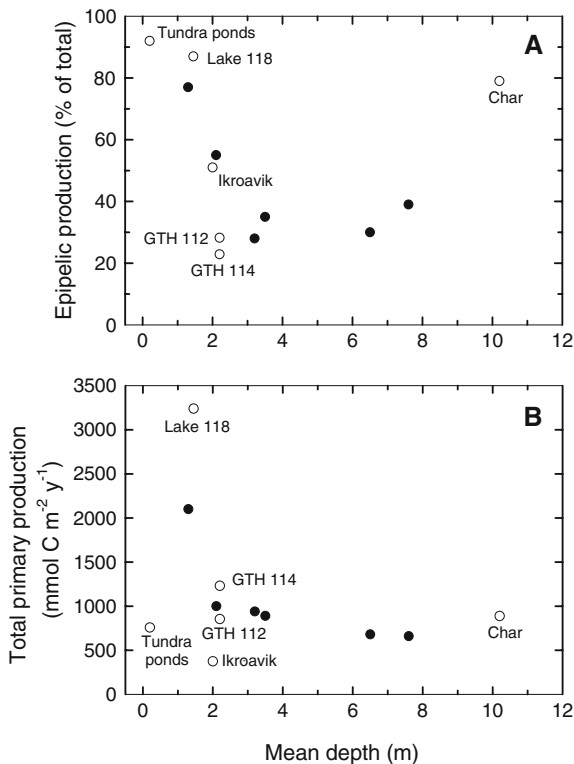 A
Epipelic production (% of total)
100
80
60
40
20
0
Tundra ponds
Lake 118
Char
Ikroavik
GTH 112
GTH 114
0 2 4 6 8 10 12
B
Total primary production
(mmol C m⁻² y⁻¹)
3500
3000
2500
2000
1500
1000
500
0
Lake 118
GTH 114
GTH 112
Char
Tundra
ponds
Ikroavik
0 2 4 6 8 10 12
Mean depth (m)